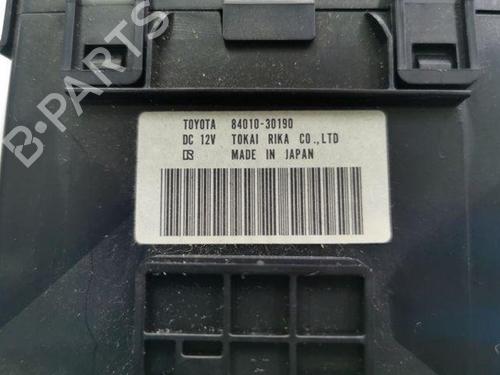 B-PARTS
TOYOTA 84010-30190
DC 12V TOKAI RIKA CO.,LTD
MADE IN JAPAN